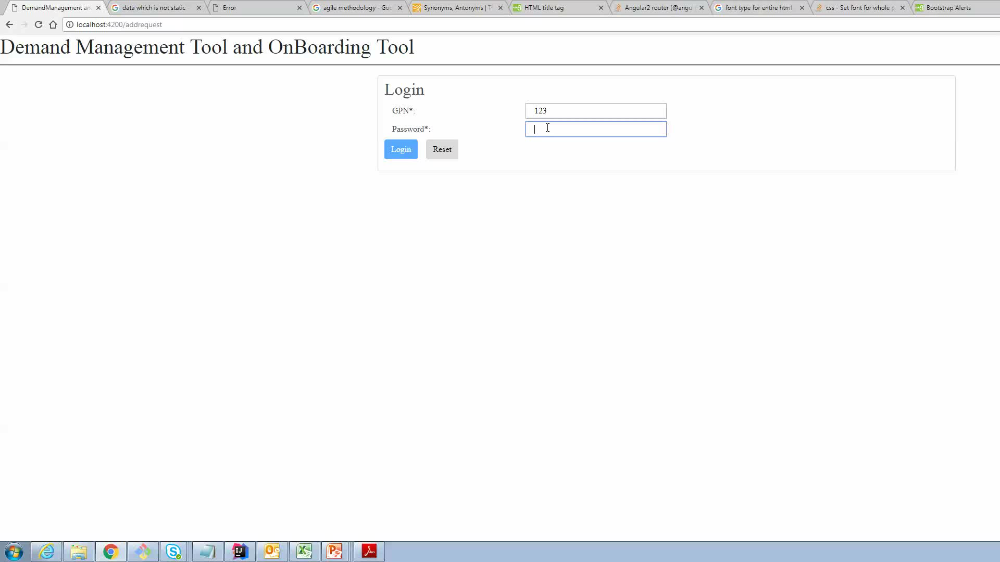 DemandManagement an
data which is not static -
Error
agile methodology - Goo
Synonyms, Antonyms | T
HTML title tag
Angular2 router (@angul
font type for entire html
css - Set font for whole p
Bootstrap Alerts
localhost:4200/addrequest
Demand Management Tool and OnBoarding Tool
Login
GPN*:
123
Password*:
Login
Reset